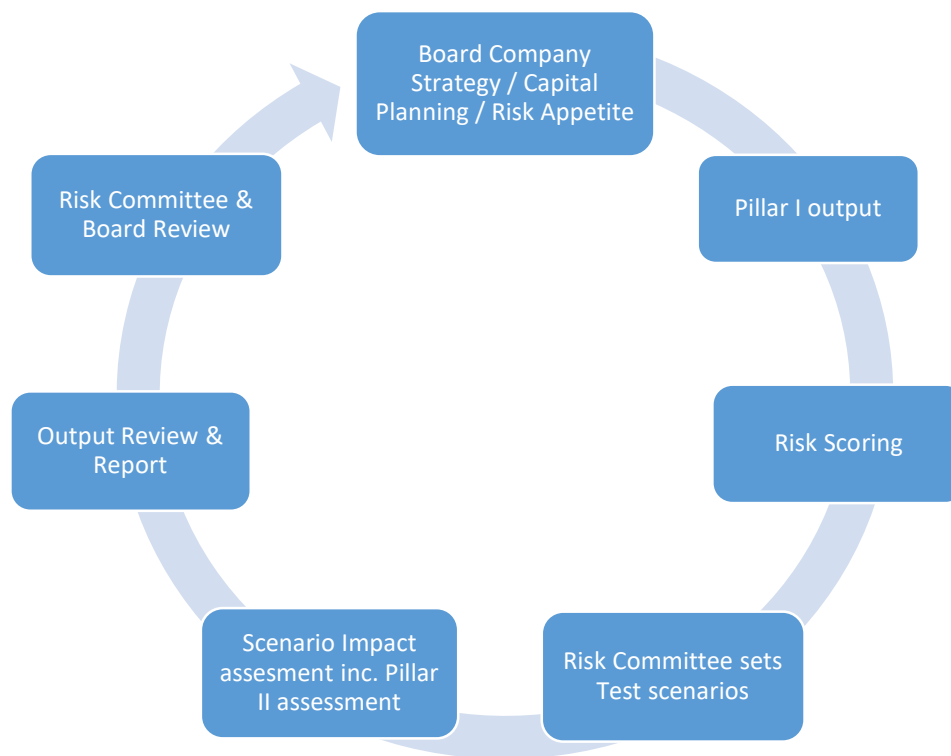 Board Company
Strategy / Capital
Planning / Risk Appetite
Pillar I output
Risk Scoring
Risk Committee sets
Test scenarios
Scenario Impact
assesment inc. Pillar
II assessment
Output Review &
Report
Risk Committee &
Board Review